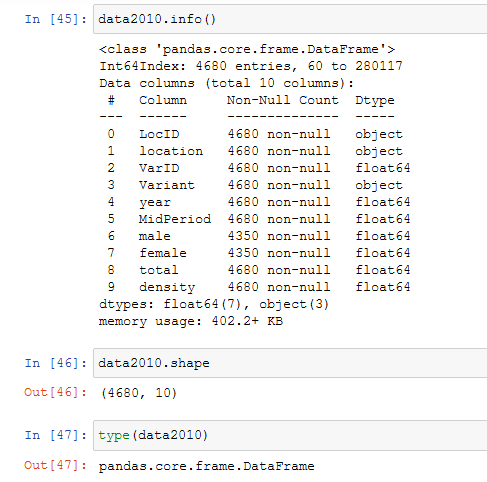 In [45]: data2010.info()
<class 'pandas.core.frame.DataFrame'>
Int64Index: 4680 entries, 60 to 280117
Data columns (total 10 columns):
 #   Column     Non-Null Count  Dtype
---  ------     --------------  -----
 0   LocID      4680 non-null   object
 1   location   4680 non-null   object
 2   VarID      4680 non-null   float64
 3   Variant    4680 non-null   object
 4   year       4680 non-null   float64
 5   MidPeriod  4680 non-null   float64
 6   male       4350 non-null   float64
 7   female     4350 non-null   float64
 8   total      4680 non-null   float64
 9   density    4680 non-null   float64
dtypes: float64(7), object(3)
memory usage: 402.2+ KB
In [46]: data2010.shape
Out[46]: (4680, 10)
In [47]: type(data2010)
Out[47]: pandas.core.frame.DataFrame